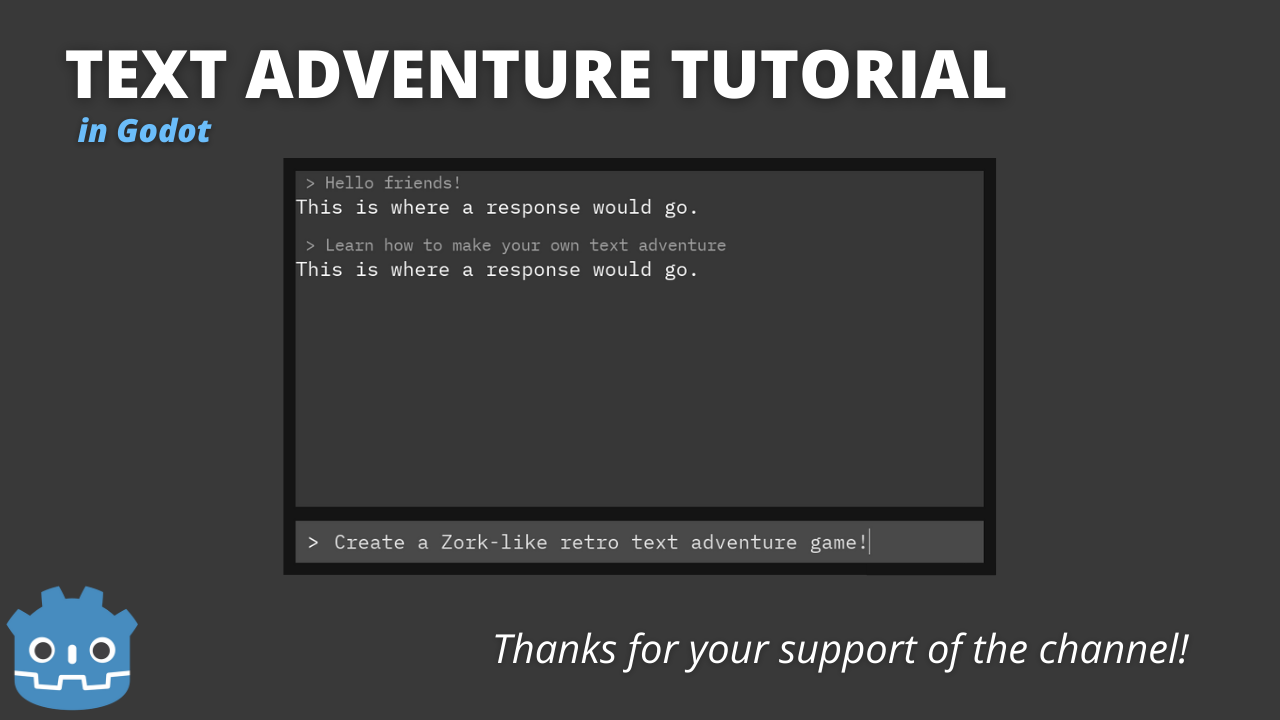 TEXT ADVENTURE TUTORIAL
in Godot
> Hello friends!
This is where a response would go.
> Learn how to make your own text adventure
This is where a response would go.
> Create a Zork-like retro text adventure game!
Thanks for your support of the channel!